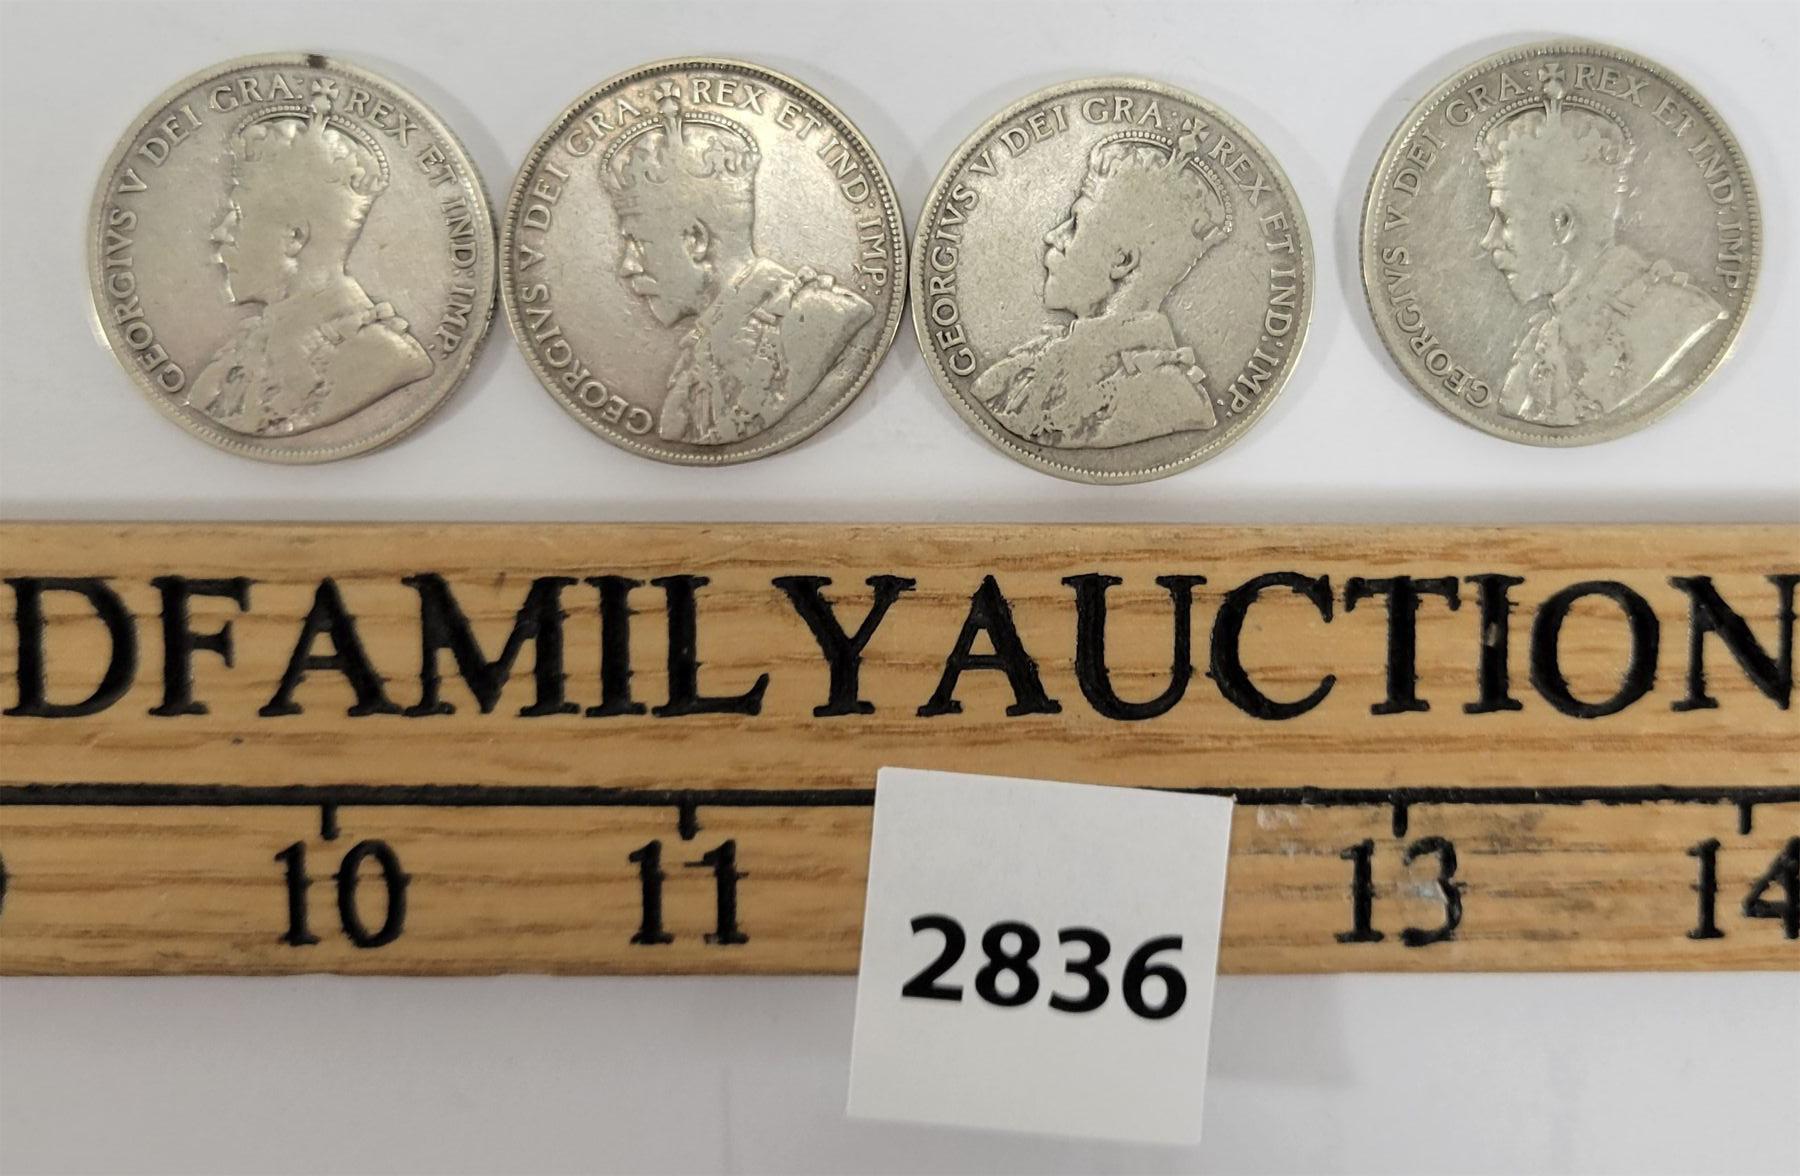 GEORGIVS V DEI GRA: REX ET IND: IMP:
GEORGIVS V DEI GRA: REX ET IND: IMP:
GEORGIVS V DEI GRA: REX ET IND: IMP:
GEORGIVS V DEI GRA: REX ET IND: IMP:
DFAMILYAUCTION
10 11 13 14
2836